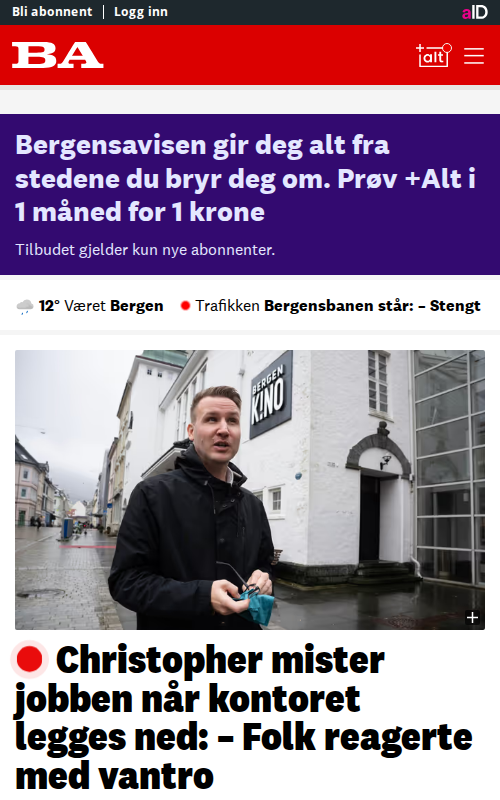 Bli abonnent | Logg inn
aID
BA
+alt
Bergensavisen gir deg alt fra
stedene du bryr deg om. Prøv +Alt i
1 måned for 1 krone
Tilbudet gjelder kun nye abonnenter.
12° Været Bergen
Trafikken Bergensbanen står: – Stengt
BERGEN
K!NO
Christopher mister
jobben når kontoret
legges ned: – Folk reagerte
med vantro